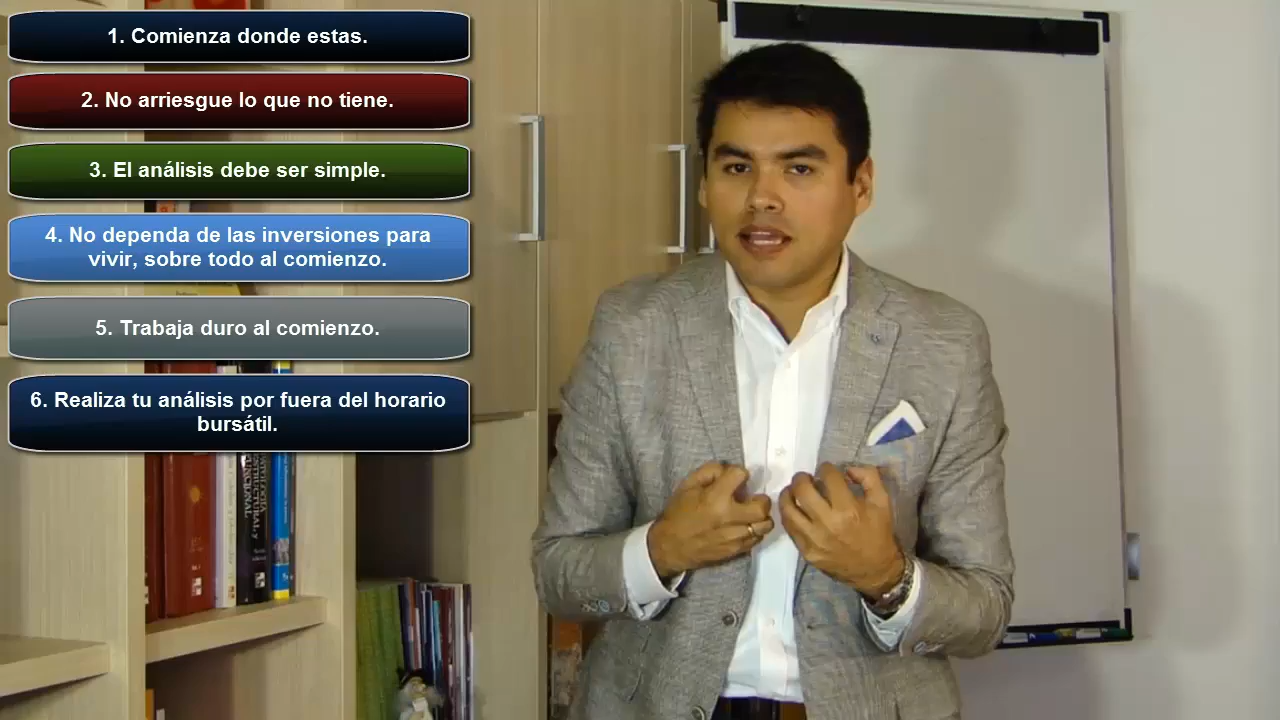 1. Comienza donde estas.
2. No arriesgue lo que no tiene.
3. El análisis debe ser simple.
4. No dependa de las inversiones para
vivir, sobre todo al comienzo.
5. Trabaja duro al comienzo.
6. Realiza tu análisis por fuera del horario
bursátil.